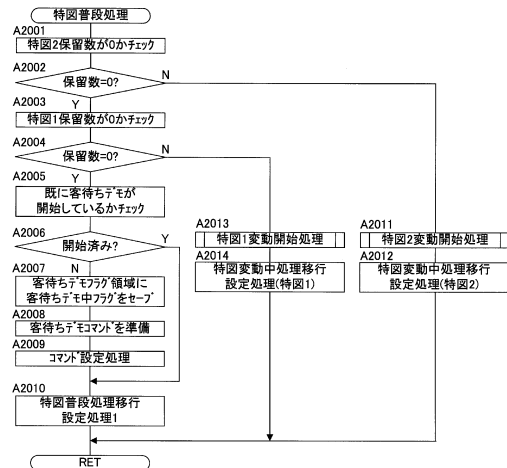 特図普段処理
A2001
特図2保留数が0かチェック
A2002
保留数=0?
N
Y
A2003
特図1保留数が0かチェック
A2004
保留数=0?
N
Y
A2005
既に客待ちデモが
開始しているかチェック
A2006
開始済み?
Y
N
A2007
客待ちデモフラグ領域に
客待ちデモ中フラグをセーブ
A2008
客待ちデモコマンドを準備
A2009
コマンド設定処理
A2010
特図普段処理移行
設定処理1
A2013
特図1変動開始処理
A2014
特図変動中処理移行
設定処理(特図1)
A2011
特図2変動開始処理
A2012
特図変動中処理移行
設定処理(特図2)
RET